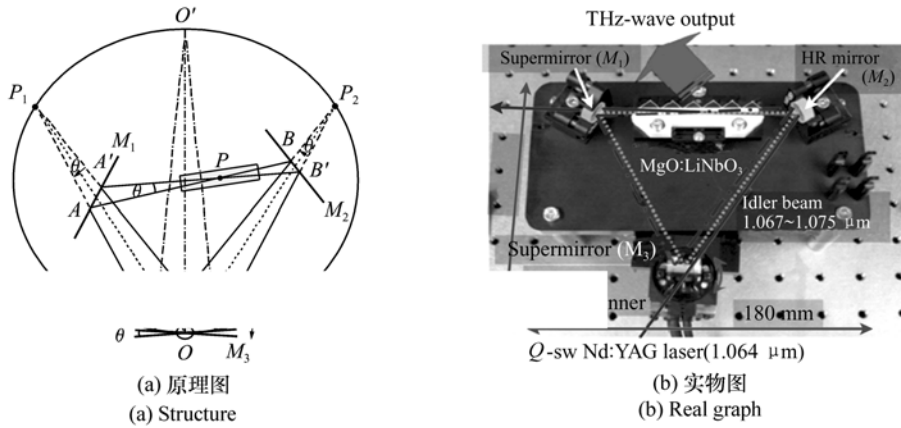 O′
P₁
P₂
M₁
A′
θ
A
θ
P
B
θ
B′
M₂
θ
O
M₃
(a) 原理图
(a) Structure
THz-wave output
Supermirror (M₁)
HR mirror
(M₂)
MgO:LiNbO₃
Idler beam
1.067~1.075 μm
Supermirror (M₃)
nner
180 mm
Q-sw Nd:YAG laser(1.064 μm)
(b) 实物图
(b) Real graph